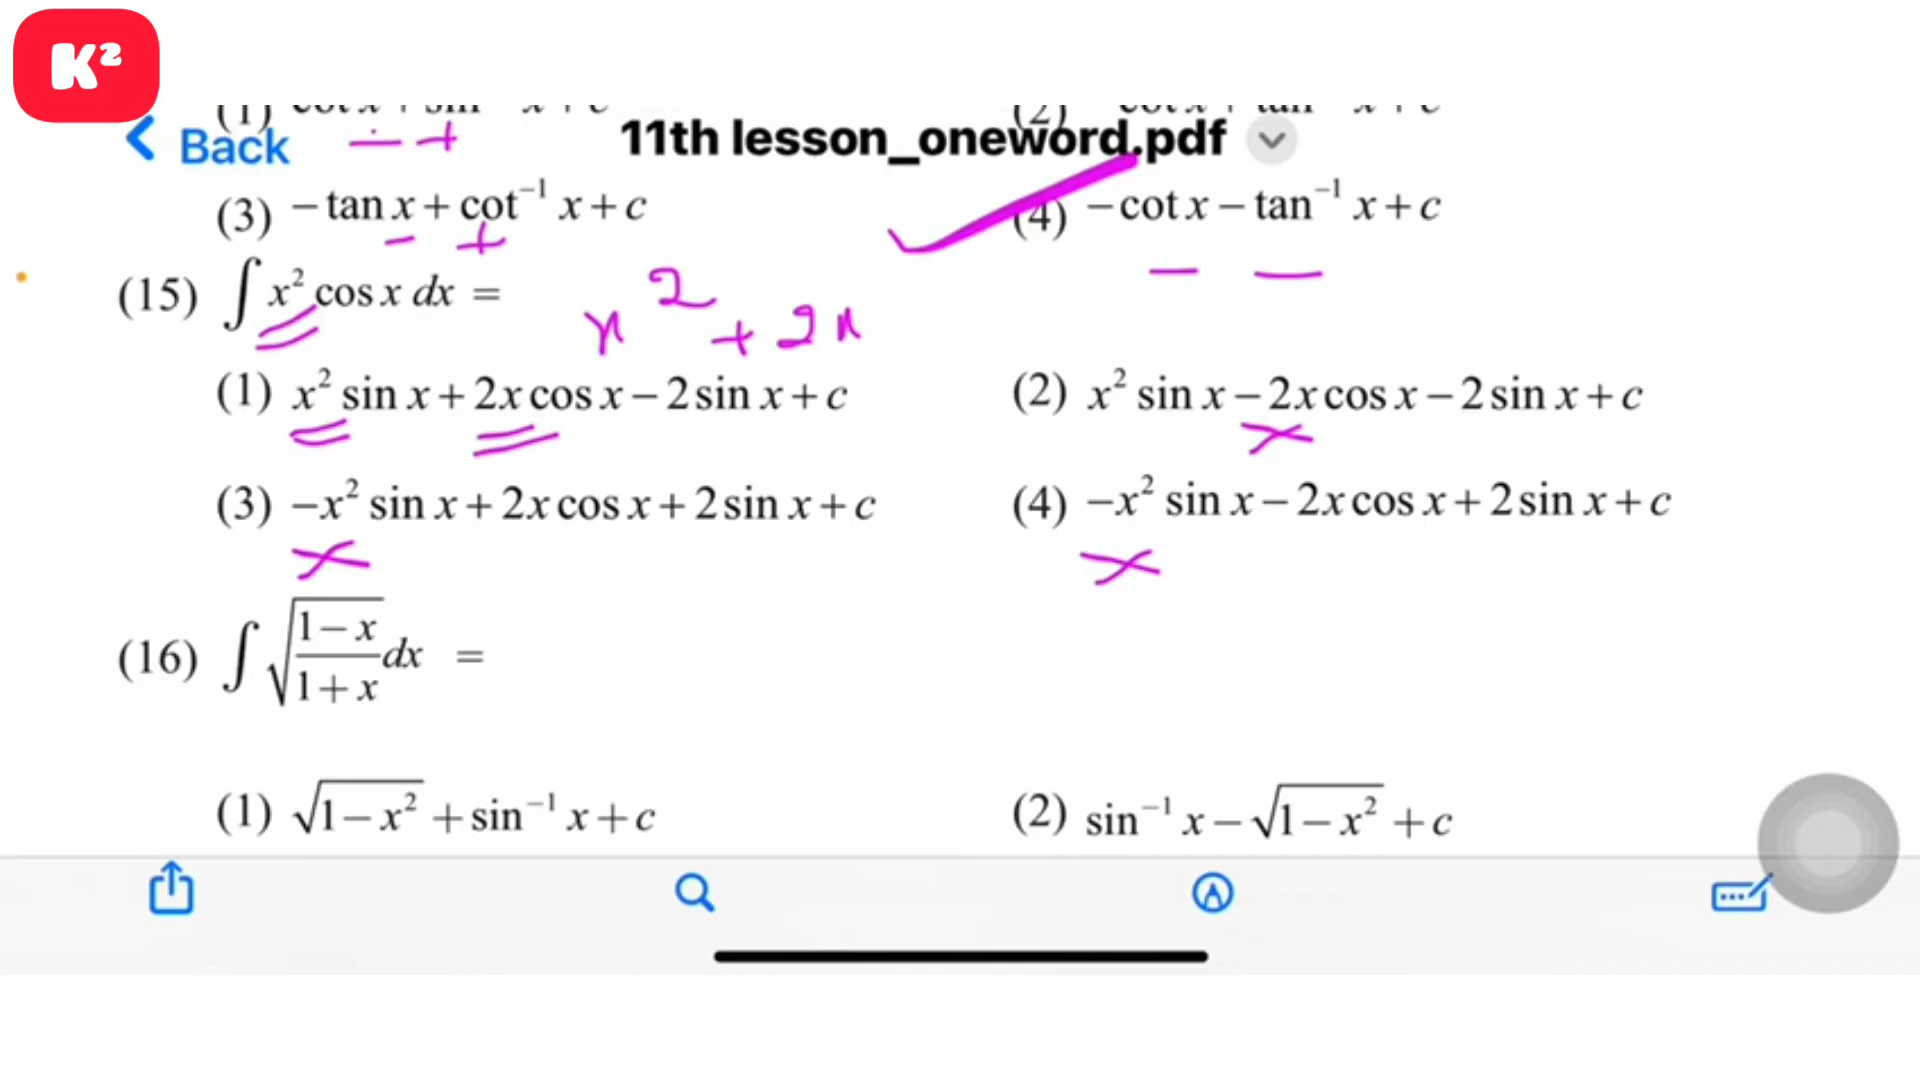 K²
Back 11th lesson_oneword.pdf
(3) −tan x + cot⁻¹ x + c (4) −cot x − tan⁻¹ x + c
(15) ∫ x² cos x dx =
x² + 2x
(1) x² sin x + 2x cos x − 2 sin x + c (2) x² sin x − 2x cos x − 2 sin x + c
(3) −x² sin x + 2x cos x + 2 sin x + c (4) −x² sin x − 2x cos x + 2 sin x + c
(16) ∫ √((1−x)/(1+x)) dx =
(1) √(1−x²) + sin⁻¹ x + c (2) sin⁻¹ x − √(1−x²) + c